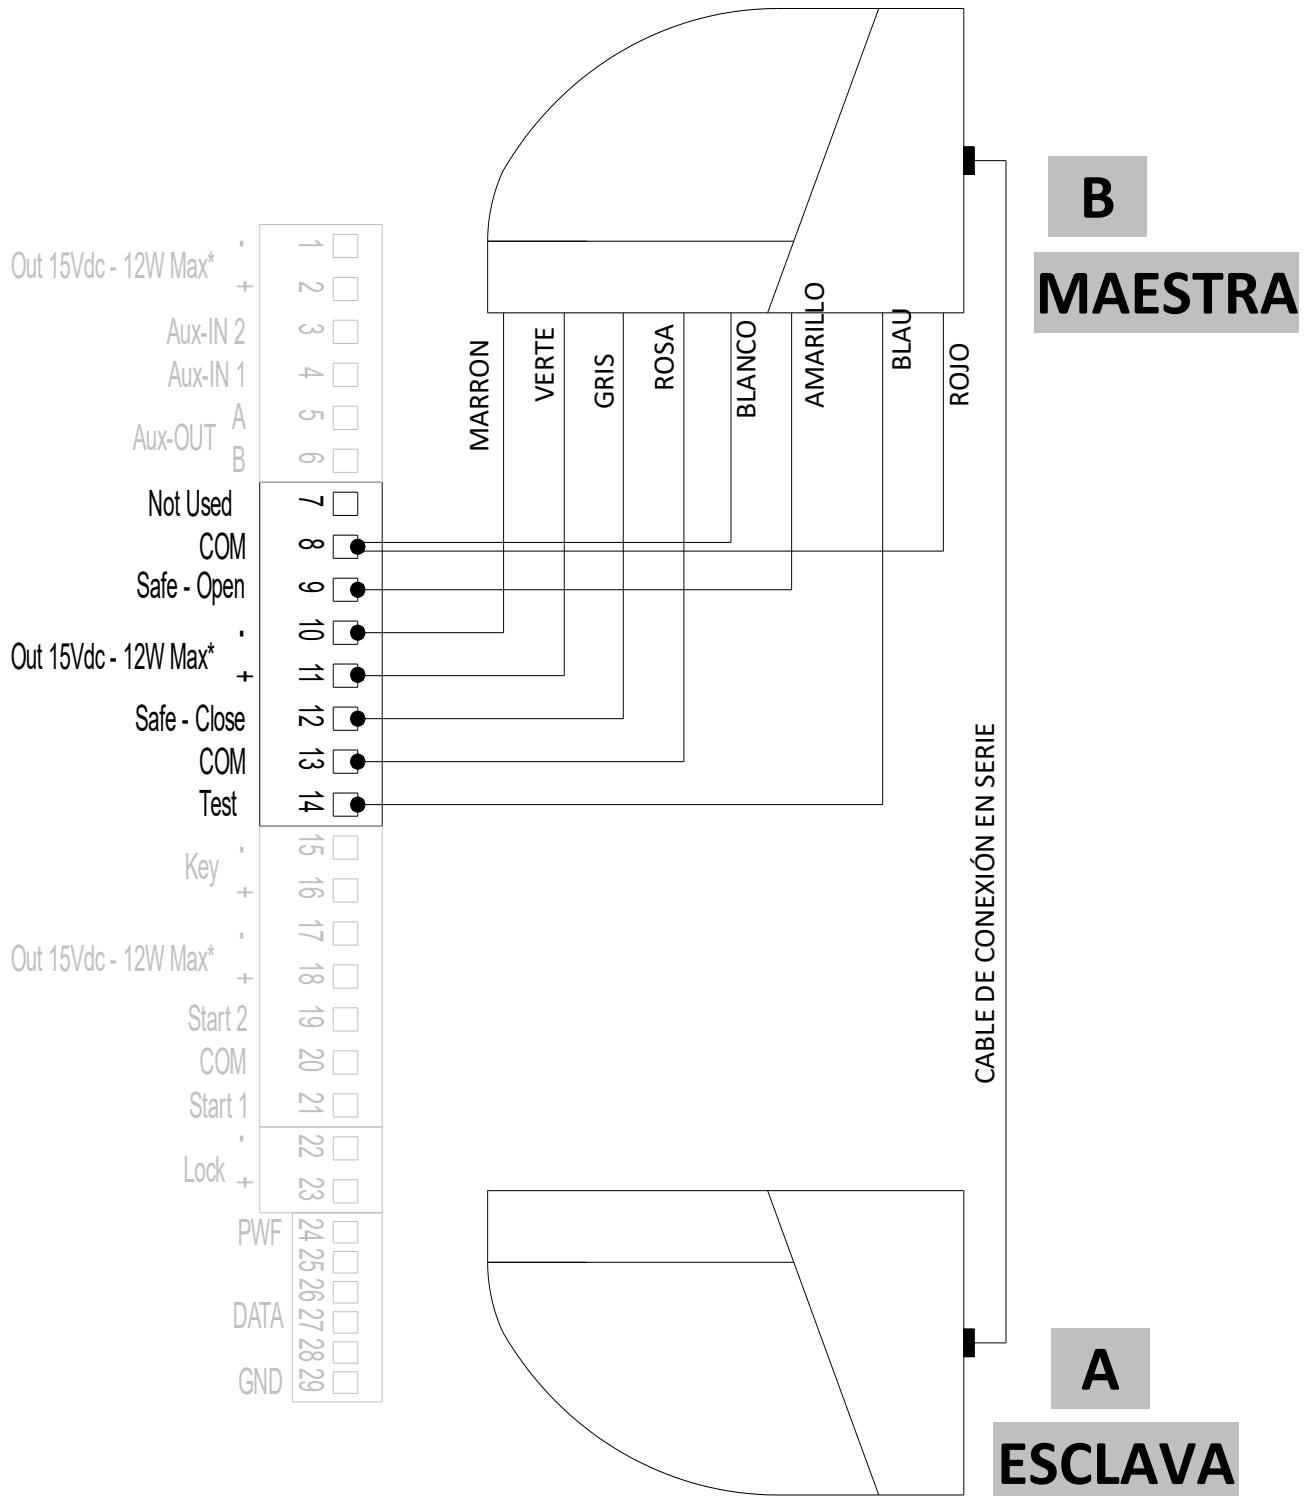 B
MAESTRA
MARRON
VERTE
GRIS
ROSA
BLANCO
AMARILLO
BLAU
ROJO
Out 15Vdc - 12W Max*
-
+
1
2
Aux-IN 2
3
Aux-IN 1
4
Aux-OUT
A
B
5
6
Not Used
7
COM
8
Safe - Open
9
Out 15Vdc - 12W Max*
-
+
10
11
Safe - Close
12
COM
13
Test
14
Key
-
+
15
16
Out 15Vdc - 12W Max*
-
+
17
18
Start 2
19
COM
20
Start 1
21
Lock
-
+
22
23
PWF
24
25
26
DATA
27
28
GND
29
CABLE DE CONEXIÓN EN SERIE
A
ESCLAVA